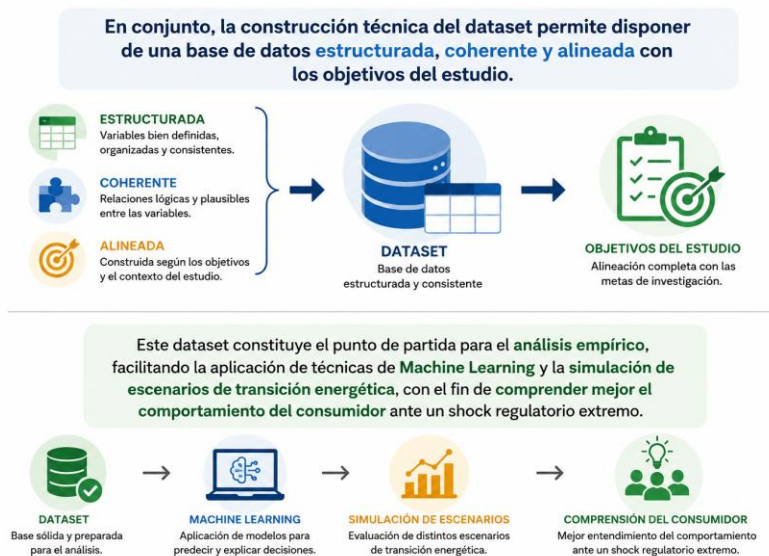 En conjunto, la construcción técnica del dataset permite disponer
de una base de datos estructurada, coherente y alineada con
los objetivos del estudio.
ESTRUCTURADA
Variables bien definidas,
organizadas y consistentes.
COHERENTE
Relaciones lógicas y plausibles
entre las variables.
ALINEADA
Construida según los objetivos
y el contexto del estudio.
DATASET
Base de datos
estructurada y consistente
OBJETIVOS DEL ESTUDIO
Alineación completa con las
metas de investigación.
Este dataset constituye el punto de partida para el análisis empírico,
facilitando la aplicación de técnicas de Machine Learning y la simulación de
escenarios de transición energética, con el fin de comprender mejor el
comportamiento del consumidor ante un shock regulatorio extremo.
DATASET
Base sólida y preparada
para el análisis.
MACHINE LEARNING
Aplicación de modelos para
predecir y explicar decisiones.
SIMULACIÓN DE ESCENARIOS
Evaluación de distintos escenarios
de transición energética.
COMPRENSIÓN DEL CONSUMIDOR
Mejor entendimiento del comportamiento
ante un shock regulatorio extremo.